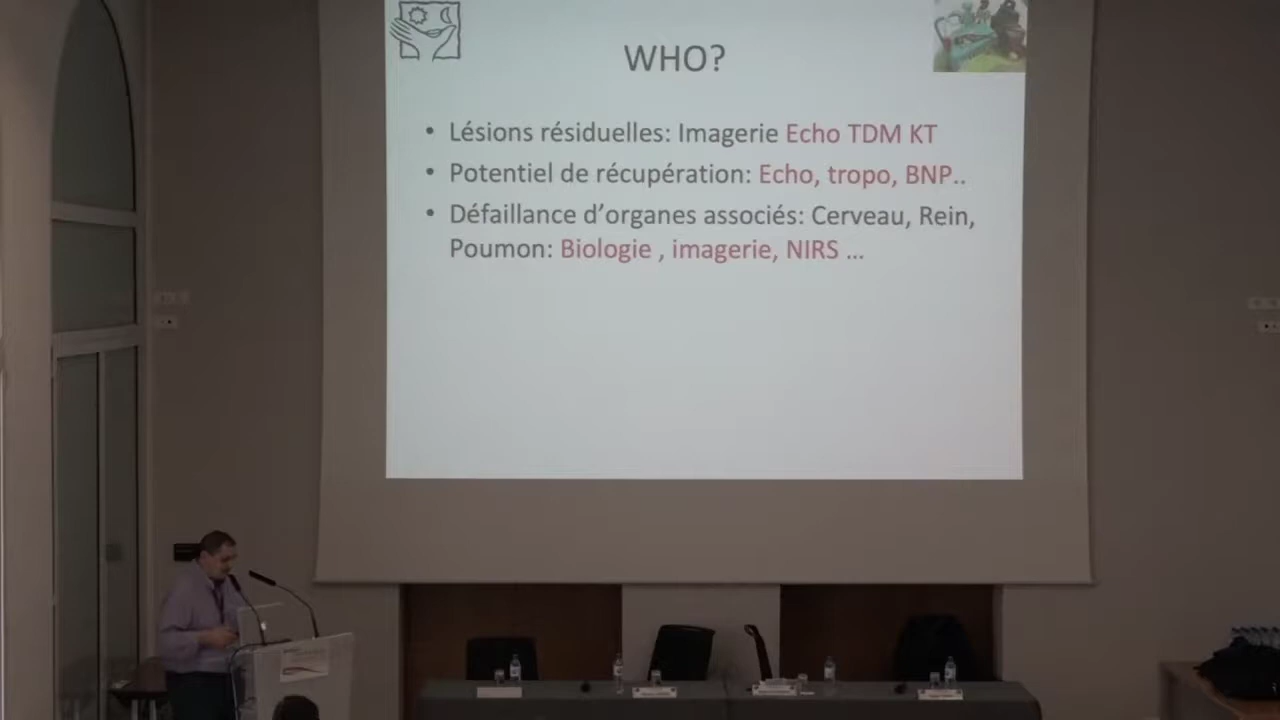 WHO?
• Lésions résiduelles: Imagerie Echo TDM KT
• Potentiel de récupération: Echo, tropo, BNP..
• Défaillance d’organes associés: Cerveau, Rein,
Poumon: Biologie , imagerie, NIRS ...